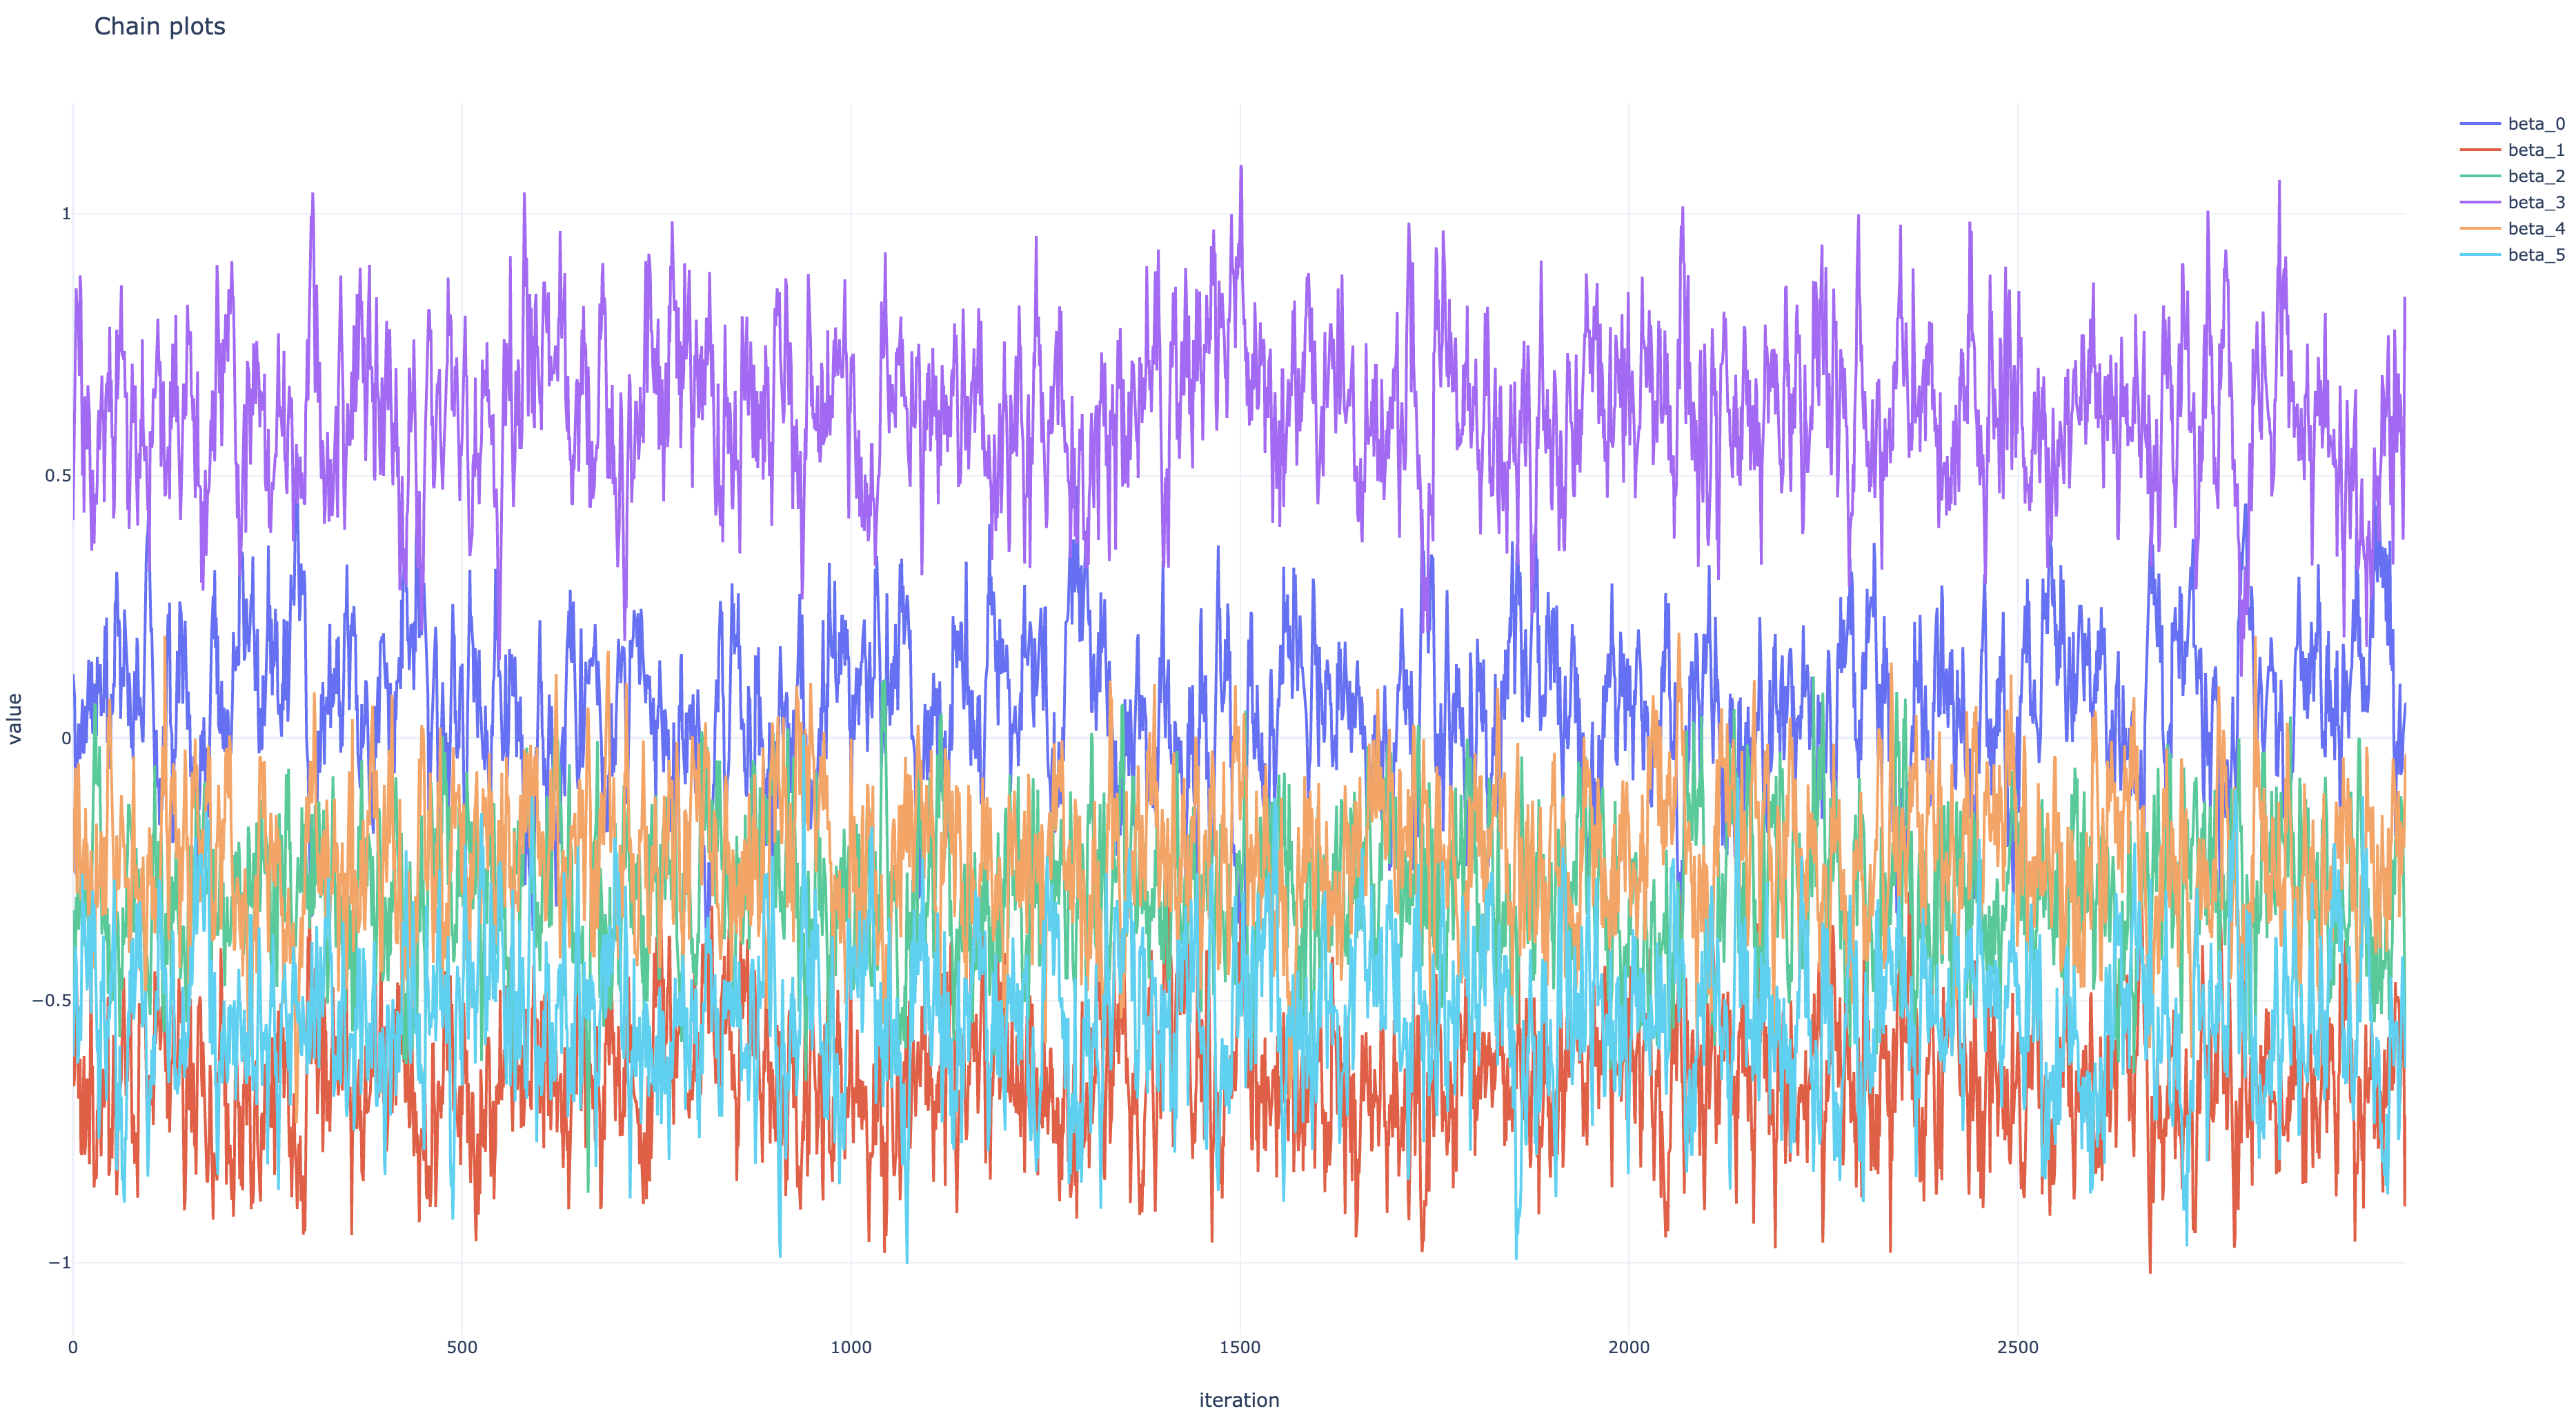 Chain plots
beta_0
beta_1
beta_2
beta_3
beta_4
beta_5
1
0.5
0
−0.5
−1
value
0
500
1000
1500
2000
2500
iteration